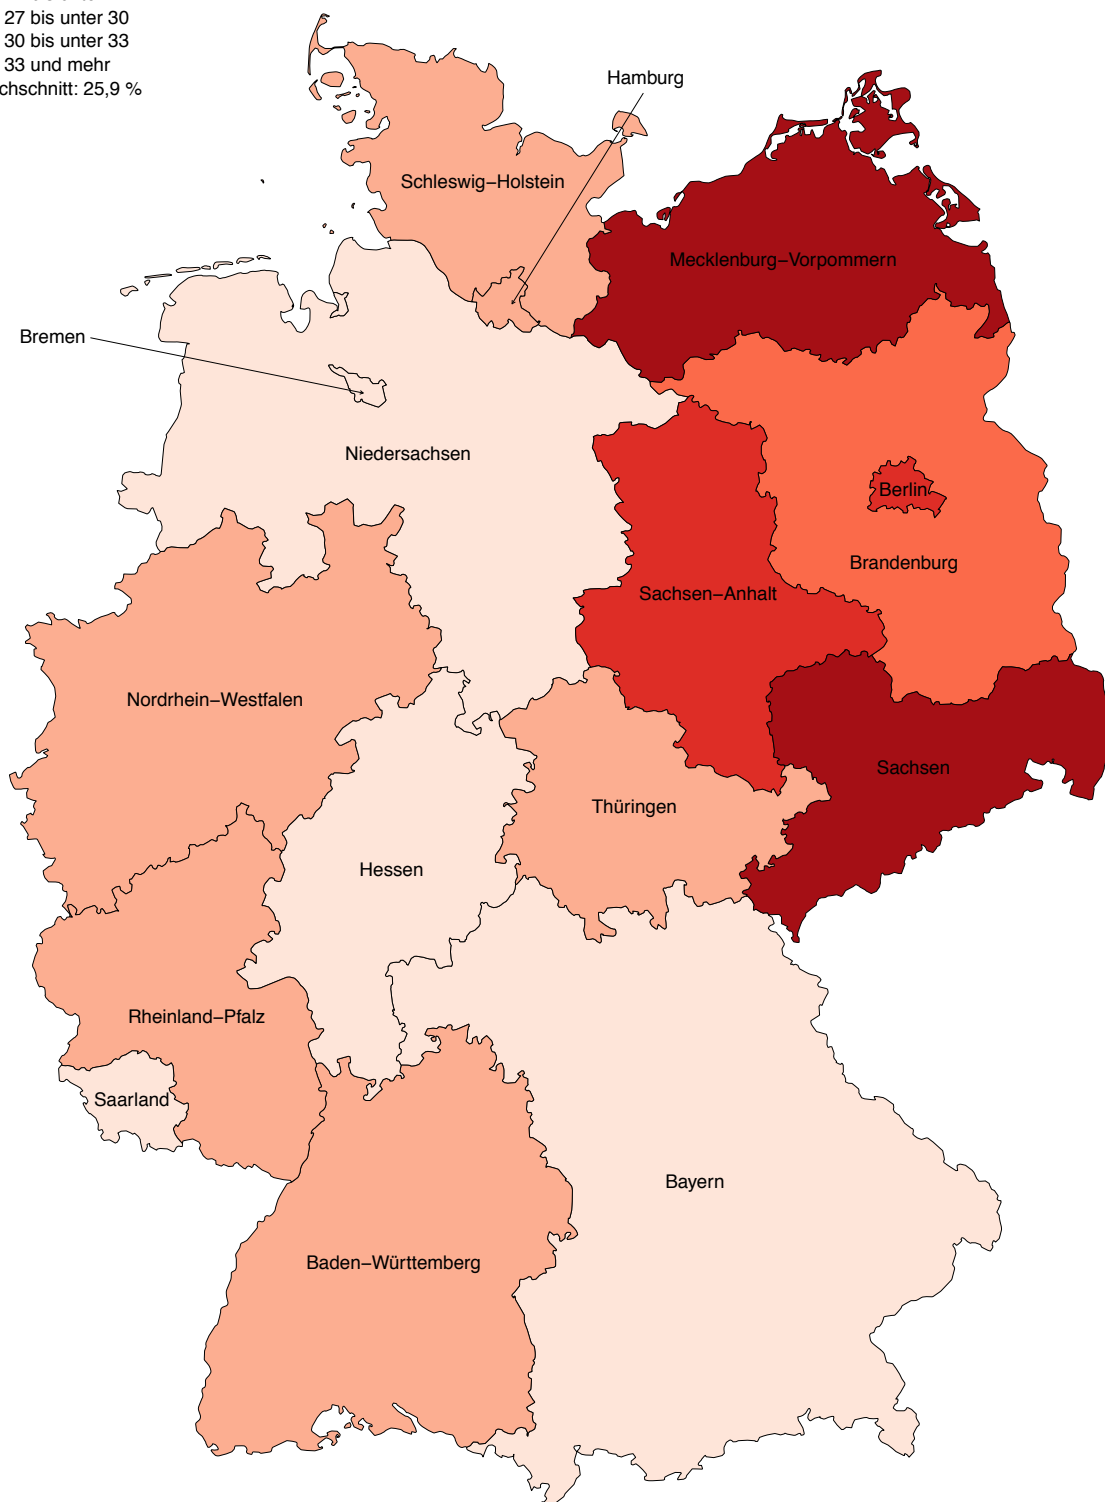 27 bis unter 30
30 bis unter 33
33 und mehr
chschnitt: 25,9 %
Hamburg
Schleswig–Holstein
Mecklenburg–Vorpommern
Bremen
Niedersachsen
Berlin
Brandenburg
Sachsen–Anhalt
Nordrhein–Westfalen
Sachsen
Thüringen
Hessen
Rheinland–Pfalz
Saarland
Bayern
Baden–Württemberg